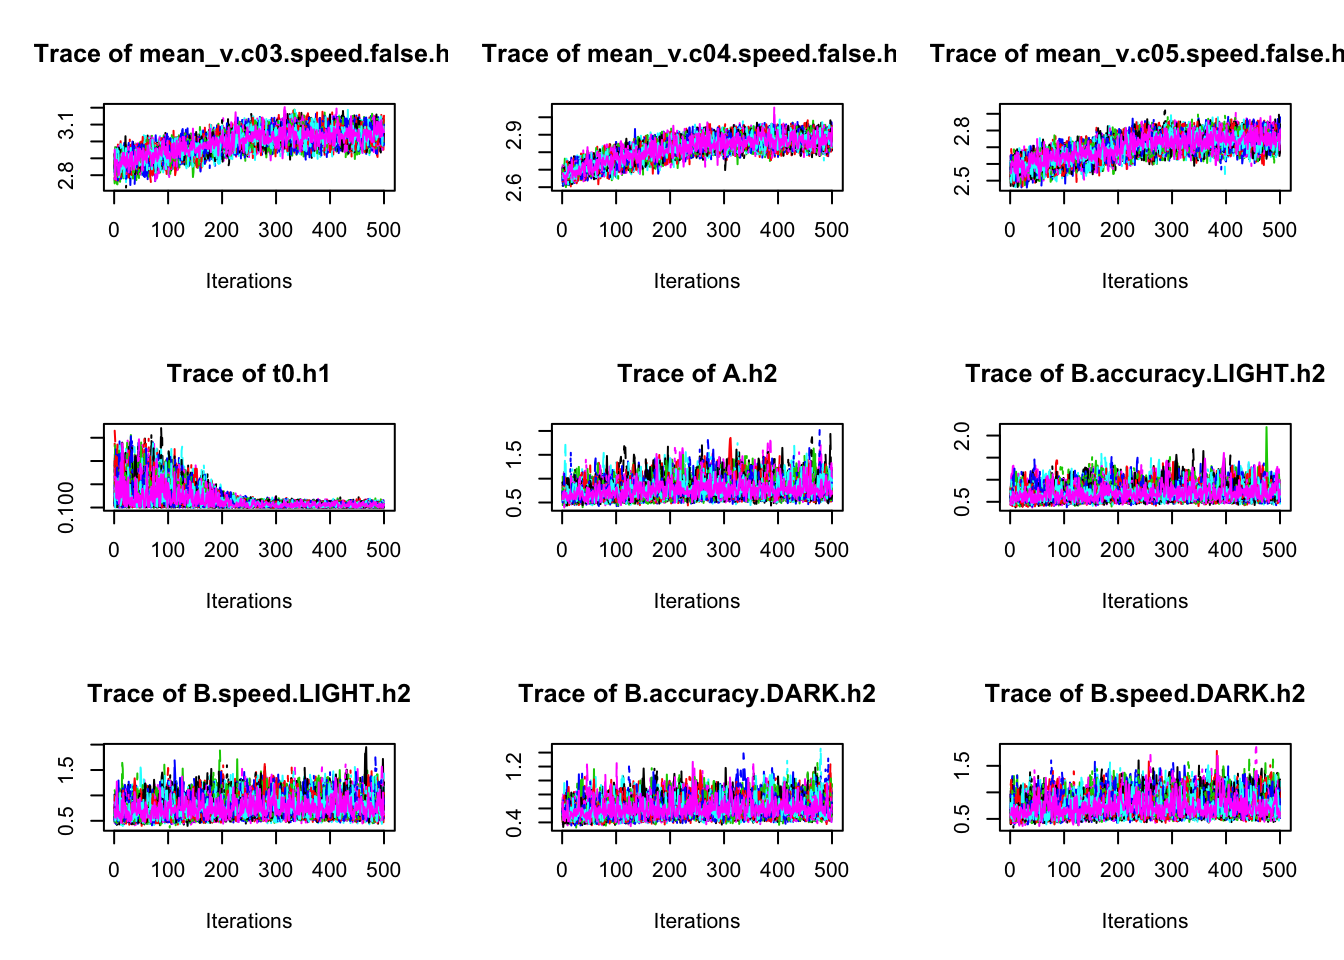 Trace of mean_v.c03.speed.false.h
Trace of mean_v.c04.speed.false.h
Trace of mean_v.c05.speed.false.h
3.1
2.8
0 100 200 300 400 500
Iterations
2.9
2.6
0 100 200 300 400 500
Iterations
2.8
2.5
0 100 200 300 400 500
Iterations
Trace of t0.h1
Trace of A.h2
Trace of B.accuracy.LIGHT.h2
0.100
0 100 200 300 400 500
Iterations
1.5
0.5
0 100 200 300 400 500
Iterations
2.0
0.5
0 100 200 300 400 500
Iterations
Trace of B.speed.LIGHT.h2
Trace of B.accuracy.DARK.h2
Trace of B.speed.DARK.h2
1.5
0.5
0 100 200 300 400 500
Iterations
1.2
0.4
0 100 200 300 400 500
Iterations
1.5
0.5
0 100 200 300 400 500
Iterations